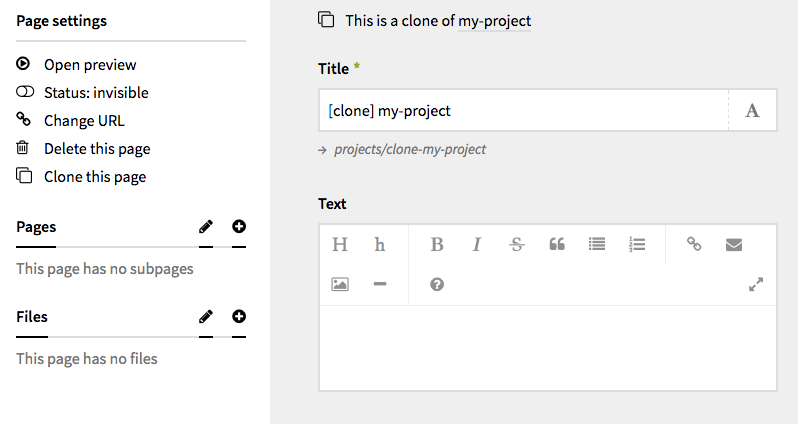 Page settings
Open preview
Status: invisible
Change URL
Delete this page
Clone this page
Pages
This page has no subpages
Files
This page has no files
This is a clone of my-project
Title *
[clone] my-project
A
→ projects/clone-my-project
Text
H h B I S